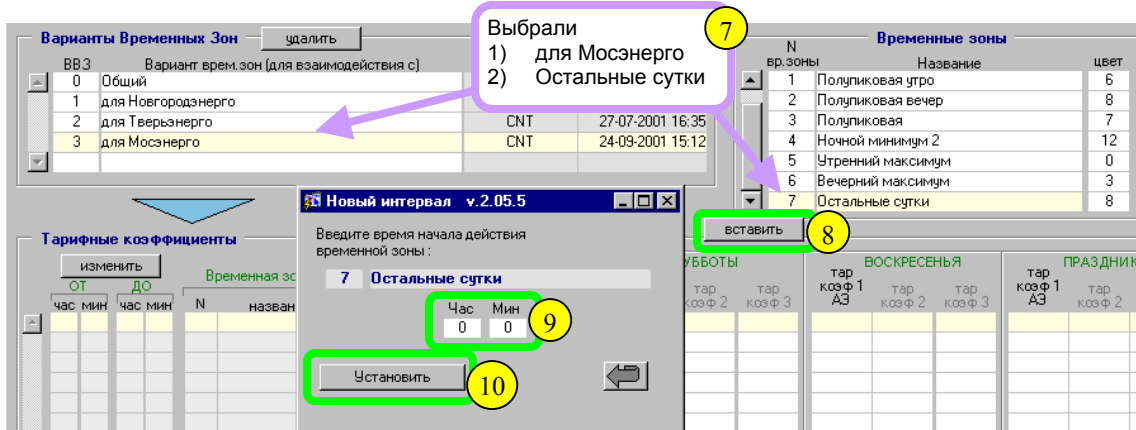 Выбрали
1) для Мосэнерго
2) Остальные сутки
7
Варианты Временных Зон
удалить
ВВЗ Вариант врем.зон (для взаимодействия с)
0 Общий
1 для Новгородэнерго
2 для Тверьэнерго CNT 27-07-2001 16:35
3 для Мосэнерго CNT 24-09-2001 15:12
Временные зоны
N
вр.зоны Название цвет
1 Полупиковая утро 6
2 Полупиковая вечер 8
3 Полупиковая 7
4 Ночной минимум 2 12
5 Утренний максимум 0
6 Вечерний максимум 3
7 Остальные сутки 8
вставить
8
Новый интервал v.2.05.5
Введите время начала действия
временной зоны :
7 Остальные сутки
Час Мин
0 0
9
Установить
10
Тарифные коэффициенты
изменить
ОТ ДО
час мин час мин
Временная зо
N назван
УББОТЫ
тар тар
коэф 2 коэф 3
ВОСКРЕСЕНЬЯ
тар
коэф 1 тар тар
АЭ коэф 2 коэф 3
ПРАЗДНИК
тар
коэф 1 тар
АЭ коэф 2